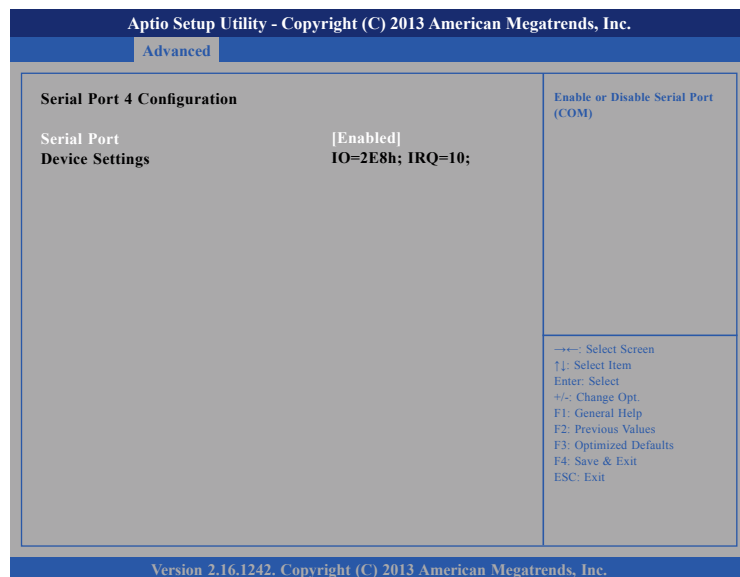 Aptio Setup Utility - Copyright (C) 2013 American Megatrends, Inc.
Advanced
Serial Port 4 Configuration
Serial Port [Enabled]
Device Settings IO=2E8h; IRQ=10;
Enable or Disable Serial Port
(COM)
→←: Select Screen
↑↓: Select Item
Enter: Select
+/-: Change Opt.
F1: General Help
F2: Previous Values
F3: Optimized Defaults
F4: Save & Exit
ESC: Exit
Version 2.16.1242. Copyright (C) 2013 American Megatrends, Inc.